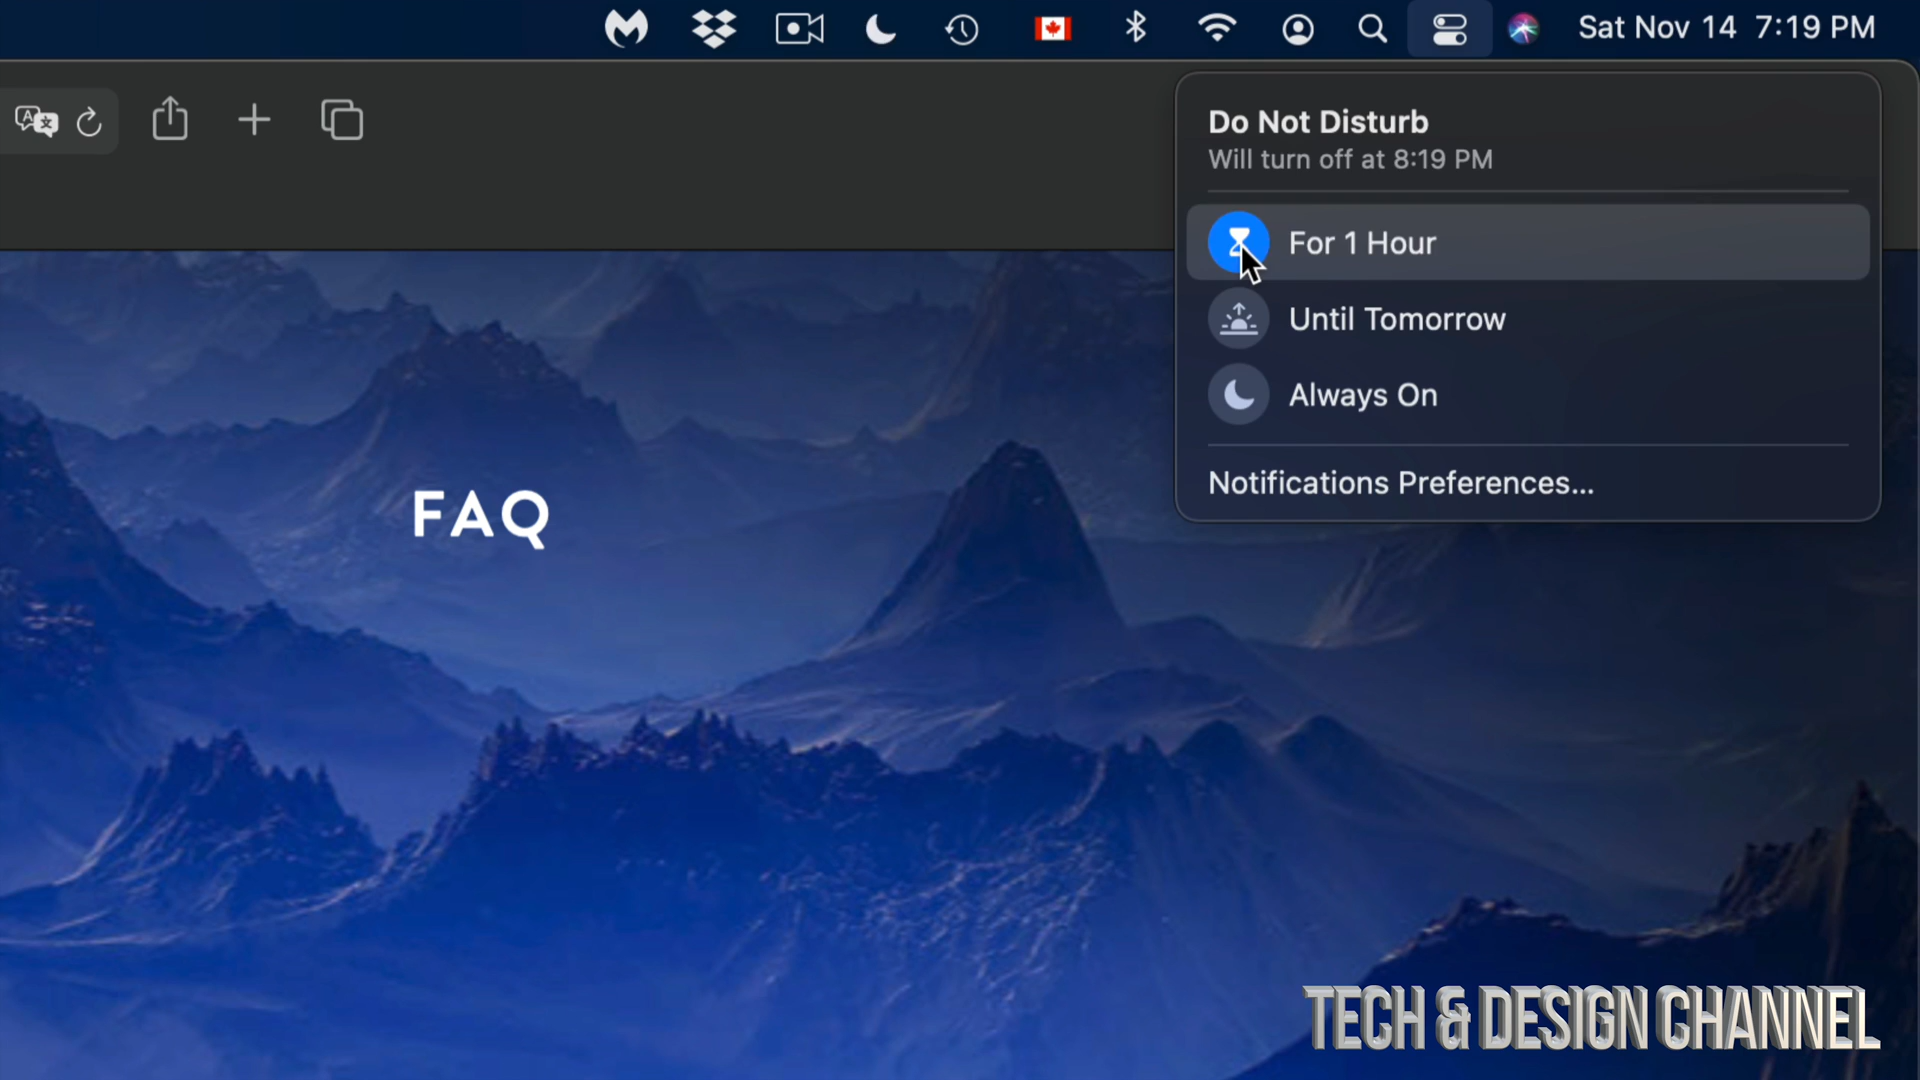 Sat Nov 14 7:19 PM
Do Not Disturb
Will turn off at 8:19 PM
For 1 Hour
Until Tomorrow
Always On
Notifications Preferences...
FAQ
TECH & DESIGN CHANNEL